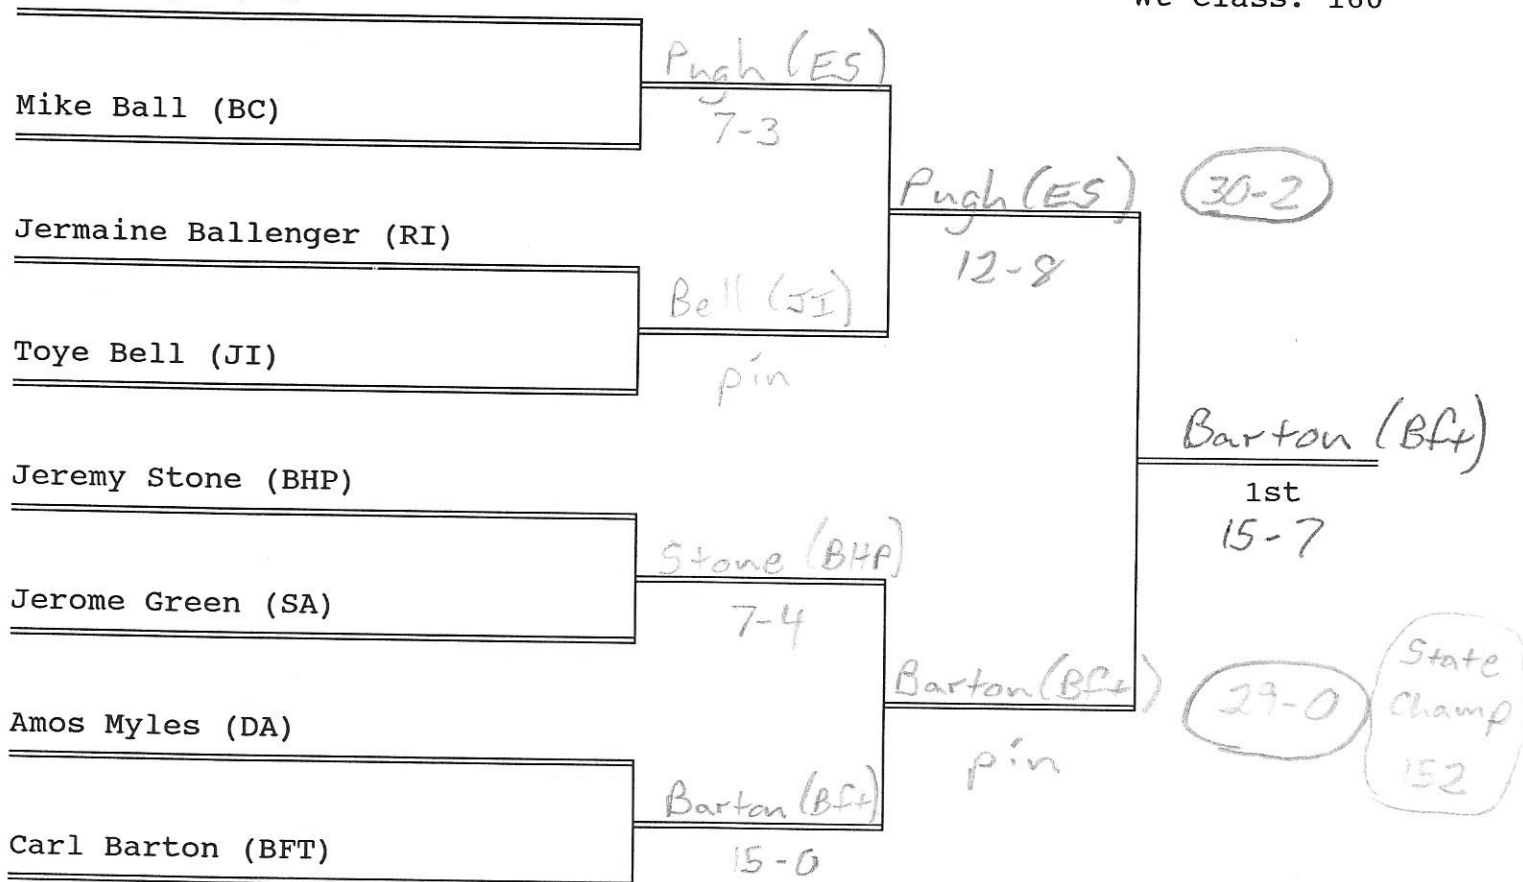 Wt Class: 160
Pugh (ES)
Mike Ball (BC)
7-3
Pugh (ES)
30-2
Jermaine Ballenger (RI)
12-8
Bell (JI)
Toye Bell (JI)
pin
Barton (Bft)
Jeremy Stone (BHP)
1st
15-7
Stone (BHP)
Jerome Green (SA)
7-4
State
Champ
152
Barton (Bft)
29-0
Amos Myles (DA)
pin
Barton (Bft)
Carl Barton (BFT)
15-0